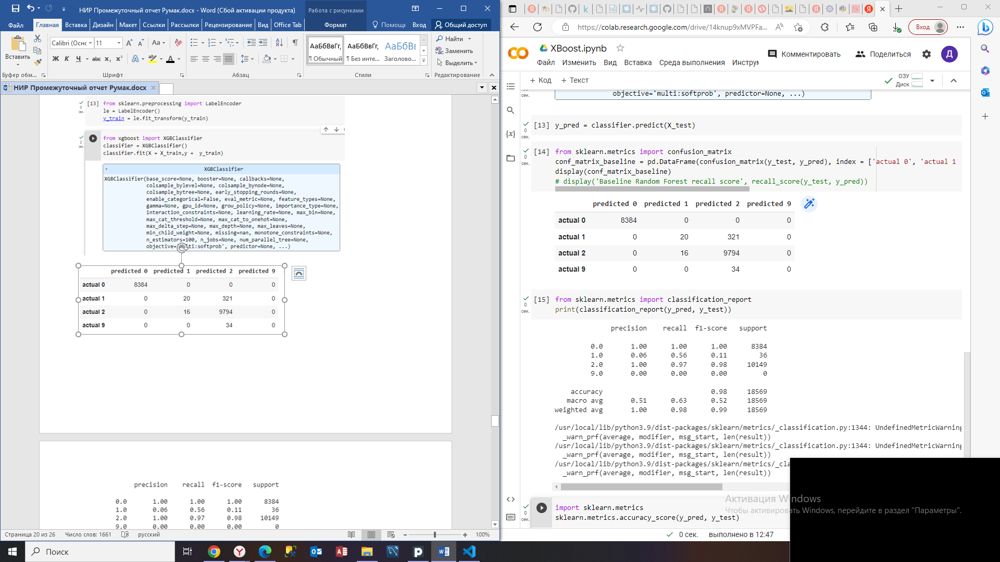 НИР Промежуточный отчет Румак.docx - Word (Сбой активации продукта)
Работа с рисунками
Файл Главная Вставка Дизайн Макет Ссылки Рассылки Рецензирование Вид Office Tab Формат Помощь Вход Общий доступ
Вставить
Calibri (Оснс 11
Ж К Ч abc x₂ x²
АаБбВвГг, АаБбВвГг, АаБбВı
¶ Обычный ¶ Без инте... Заголово...
Найти
Заменить
Выделить
Буфер обм... Шрифт Абзац Стили Редактирование
НИР Промежуточный отчет Румак.docx
[13] from sklearn.preprocessing import LabelEncoder
le = LabelEncoder()
y_train = le.fit_transform(y_train)
0
сек.
from xgboost import XGBClassifier
classifier = XGBClassifier()
classifier.fit(X = X_train,y =  y_train)
2
сек.
XGBClassifier
XGBClassifier(base_score=None, booster=None, callbacks=None,
colsample_bylevel=None, colsample_bynode=None,
colsample_bytree=None, early_stopping_rounds=None,
enable_categorical=False, eval_metric=None, feature_types=None,
gamma=None, gpu_id=None, grow_policy=None, importance_type=None,
interaction_constraints=None, learning_rate=None, max_bin=None,
max_cat_threshold=None, max_cat_to_onehot=None,
max_delta_step=None, max_depth=None, max_leaves=None,
min_child_weight=None, missing=nan, monotone_constraints=None,
n_estimators=100, n_jobs=None, num_parallel_tree=None,
objective='multi:softprob', predictor=None, ...)
predicted 0 predicted 1 predicted 2 predicted 9
actual 0 8384 0 0 0
actual 1 0 20 321 0
actual 2 0 16 9794 0
actual 9 0 0 34 0
precision recall f1-score support
0.0 1.00 1.00 1.00 8384
1.0 0.06 0.56 0.11 36
2.0 1.00 0.97 0.98 10149
9.0 0.00 0.00 0.00 0
Страница 20 из 26 Число слов: 1661 русский 100%
https://colab.research.google.com/drive/14knup9xMVPFa...
Вход
XBoost.ipynb
Комментировать Поделиться Д
Файл Изменить Вид Вставка Среда выполнения Инструм
+ Код + Текст
ОЗУ
Диск
objective='multi:softprob', predictor=None, ...)
сек.
[13] y_pred = classifier.predict(X_test)
0
сек.
[14] from sklearn.metrics import confusion_matrix
conf_matrix_baseline = pd.DataFrame(confusion_matrix(y_test, y_pred), index = ['actual 0', 'actual 1
display(conf_matrix_baseline)
# display('Baseline Random Forest recall score', recall_score(y_test, y_pred))
0
сек.
predicted 0 predicted 1 predicted 2 predicted 9
actual 0 8384 0 0 0
actual 1 0 20 321 0
actual 2 0 16 9794 0
actual 9 0 0 34 0
[15] from sklearn.metrics import classification_report
print(classification_report(y_pred, y_test))
0
сек.
precision recall f1-score support
0.0 1.00 1.00 1.00 8384
1.0 0.06 0.56 0.11 36
2.0 1.00 0.97 0.98 10149
9.0 0.00 0.00 0.00 0
accuracy 0.98 18569
macro avg 0.51 0.63 0.52 18569
weighted avg 1.00 0.98 0.99 18569
/usr/local/lib/python3.9/dist-packages/sklearn/metrics/_classification.py:1344: UndefinedMetricWarning
_warn_prf(average, modifier, msg_start, len(result))
/usr/local/lib/python3.9/dist-packages/sklearn/metrics/_classification.py:1344: UndefinedMetricWarning
_warn_prf(average, modifier, msg_start, len(result))
/usr/local/lib/python3.9/dist-packages/sklearn/metrics/_cla
_warn_prf(average, modifier, msg_start, len(result))
import sklearn.metrics
sklearn.metrics.accuracy_score(y_pred, y_test)
0
сек.
Активация Windows
Чтобы активировать Windows, перейдите в раздел "Параметры".
0 сек. выполнено в 12:47
Поиск